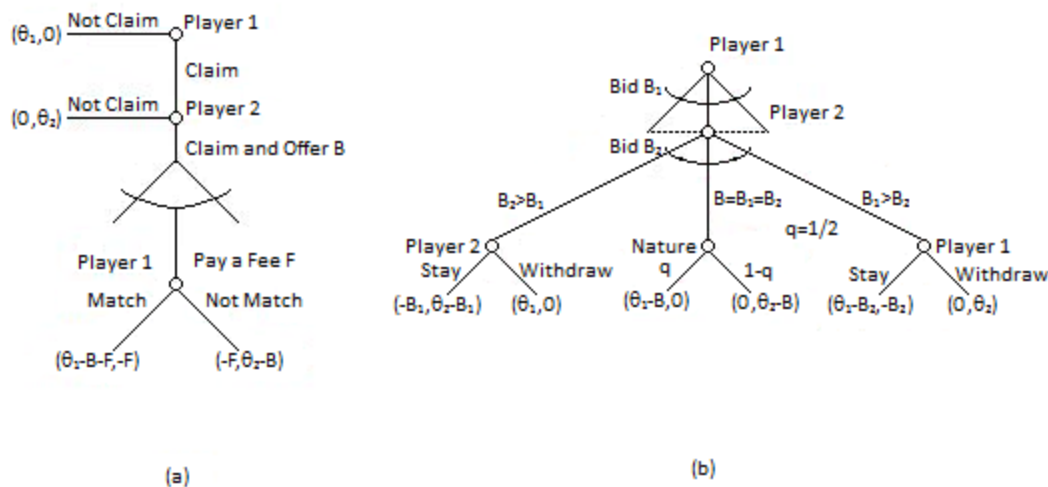 Not Claim
Player 1
(θ₁,0)
Claim
Not Claim
Player 2
(0,θ₂)
Claim and Offer B
Player 1
Pay a Fee F
Match
Not Match
(θ₁-B-F,-F)
(-F,θ₂-B)
(a)
Player 1
Bid B₁
Player 2
Bid B₂
B₂>B₁
B=B₁=B₂
B₁>B₂
q=1/2
Player 2
Nature
Player 1
Stay
Withdraw
q
1-q
Stay
Withdraw
(-B₁,θ₂-B₁)
(θ₁,0)
(θ₁-B,0)
(0,θ₂-B)
(θ₁-B₂,-B₂)
(0,θ₂)
(b)